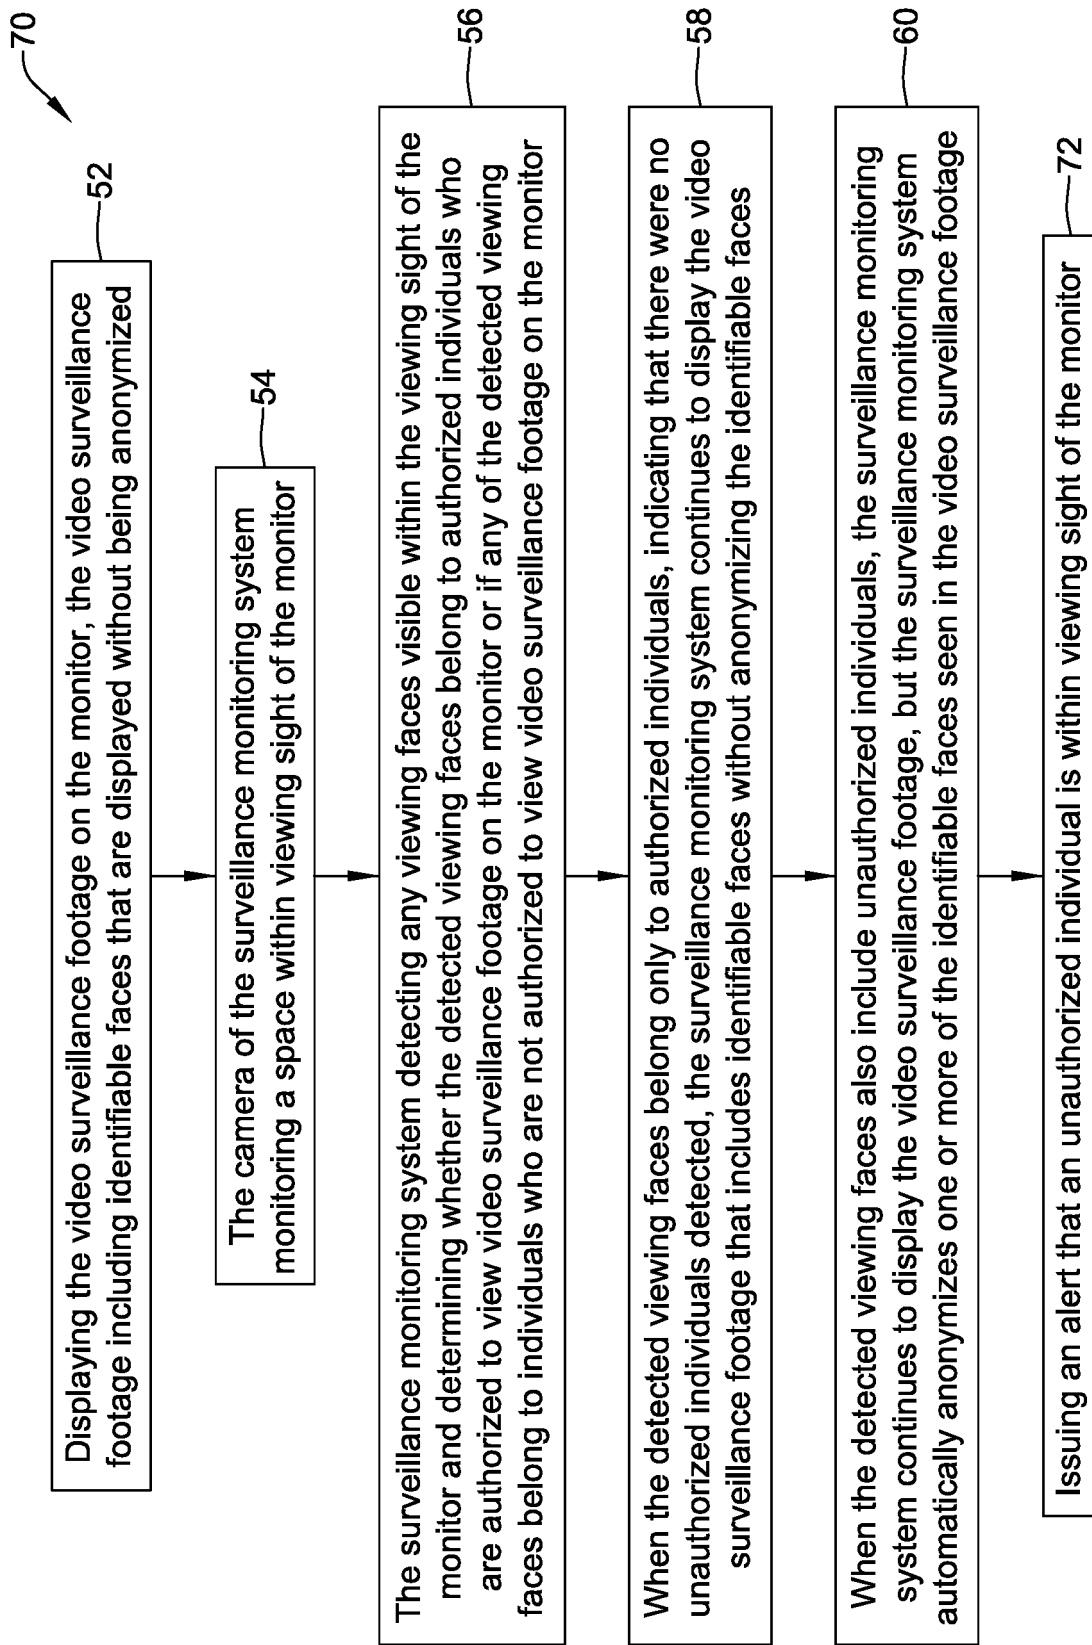 70
52
Displaying the video surveillance footage on the monitor, the video surveillance
footage including identifiable faces that are displayed without being anonymized
54
The camera of the surveillance monitoring system
monitoring a space within viewing sight of the monitor
56
The surveillance monitoring system detecting any viewing faces visible within the viewing sight of the
monitor and determining whether the detected viewing faces belong to authorized individuals who
are authorized to view video surveillance footage on the monitor or if any of the detected viewing
faces belong to individuals who are not authorized to view video surveillance footage on the monitor
58
When the detected viewing faces belong only to authorized individuals, indicating that there were no
unauthorized individuals detected, the surveillance monitoring system continues to display the video
surveillance footage that includes identifiable faces without anonymizing the identifiable faces
60
When the detected viewing faces also include unauthorized individuals, the surveillance monitoring
system continues to display the video surveillance footage, but the surveillance monitoring system
automatically anonymizes one or more of the identifiable faces seen in the video surveillance footage
72
Issuing an alert that an unauthorized individual is within viewing sight of the monitor